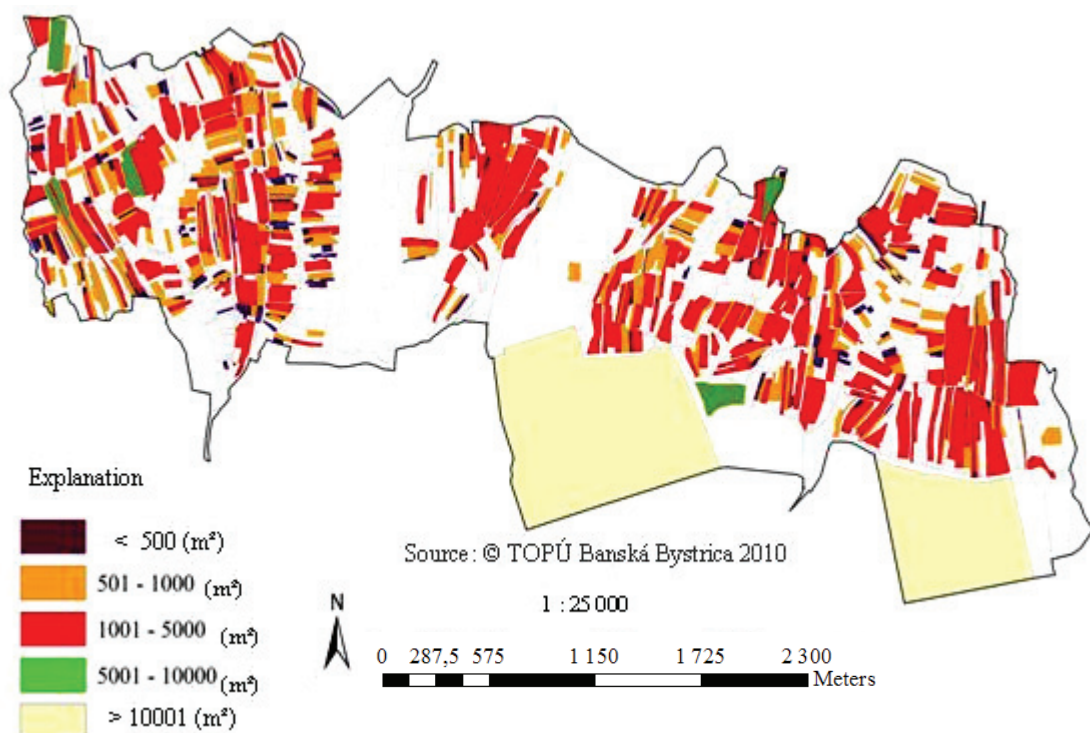 Explanation
< 500 (m²)
501 - 1000 (m²)
1001 - 5000 (m²)
5001 - 10000 (m²)
> 10001 (m²)
Source: © TOPÚ Banská Bystrica 2010
1 : 25 000
N
0 287,5 575 1 150 1 725 2 300
Meters